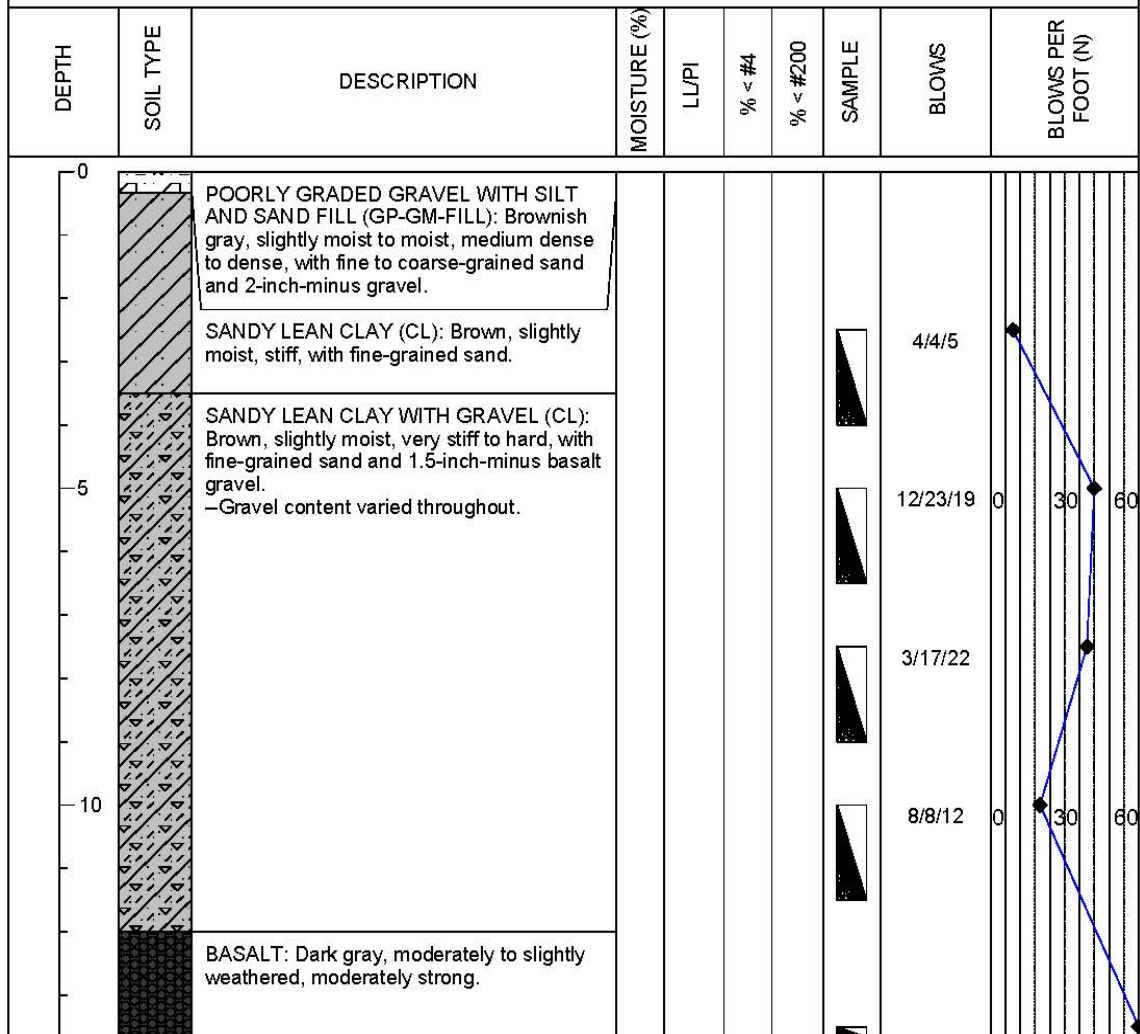 DEPTH
SOIL TYPE
DESCRIPTION
MOISTURE (%)
LL/PI
% < #4
% < #200
SAMPLE
BLOWS
BLOWS PER
FOOT (N)
0
POORLY GRADED GRAVEL WITH SILT
AND SAND FILL (GP-GM-FILL): Brownish
gray, slightly moist to moist, medium dense
to dense, with fine to coarse-grained sand
and 2-inch-minus gravel.
SANDY LEAN CLAY (CL): Brown, slightly
moist, stiff, with fine-grained sand.
4/4/5
SANDY LEAN CLAY WITH GRAVEL (CL):
Brown, slightly moist, very stiff to hard, with
fine-grained sand and 1.5-inch-minus basalt
gravel.
–Gravel content varied throughout.
5
12/23/19
0 30 60
3/17/22
10
8/8/12
0 30 60
BASALT: Dark gray, moderately to slightly
weathered, moderately strong.